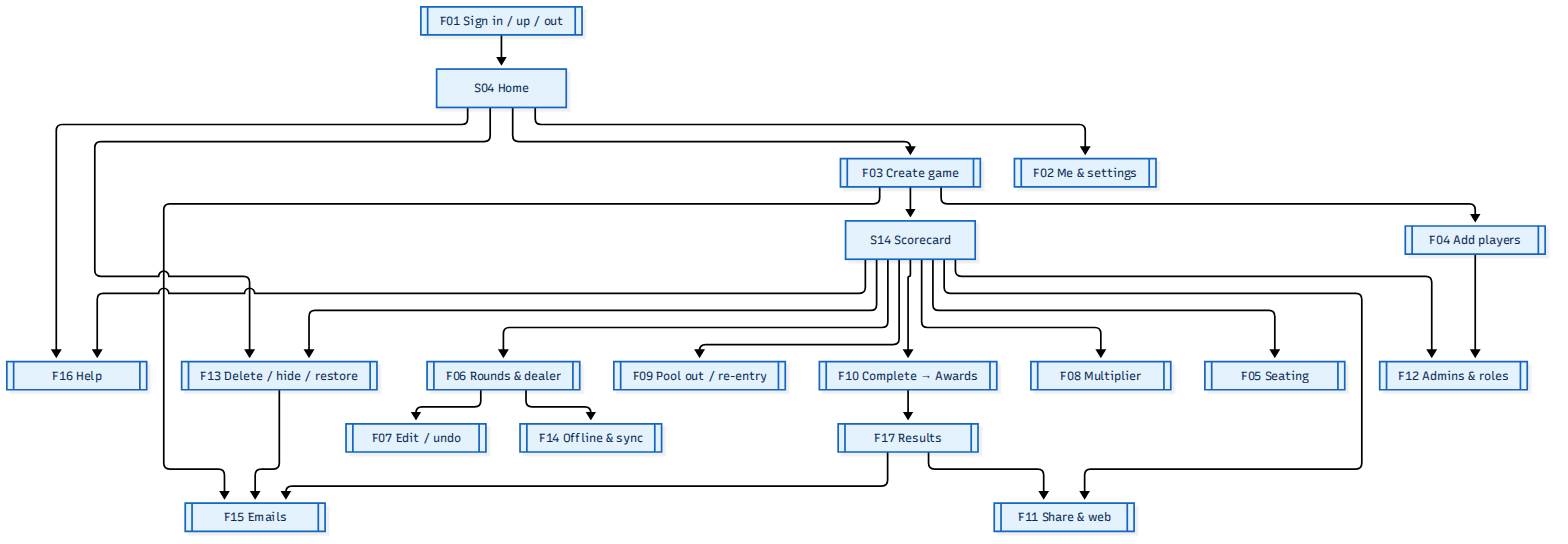 F01 Sign in / up / out
S04 Home
F03 Create game
F02 Me & settings
S14 Scorecard
F04 Add players
F16 Help
F13 Delete / hide / restore
F06 Rounds & dealer
F09 Pool out / re-entry
F10 Complete → Awards
F08 Multiplier
F05 Seating
F12 Admins & roles
F07 Edit / undo
F14 Offline & sync
F17 Results
F15 Emails
F11 Share & web